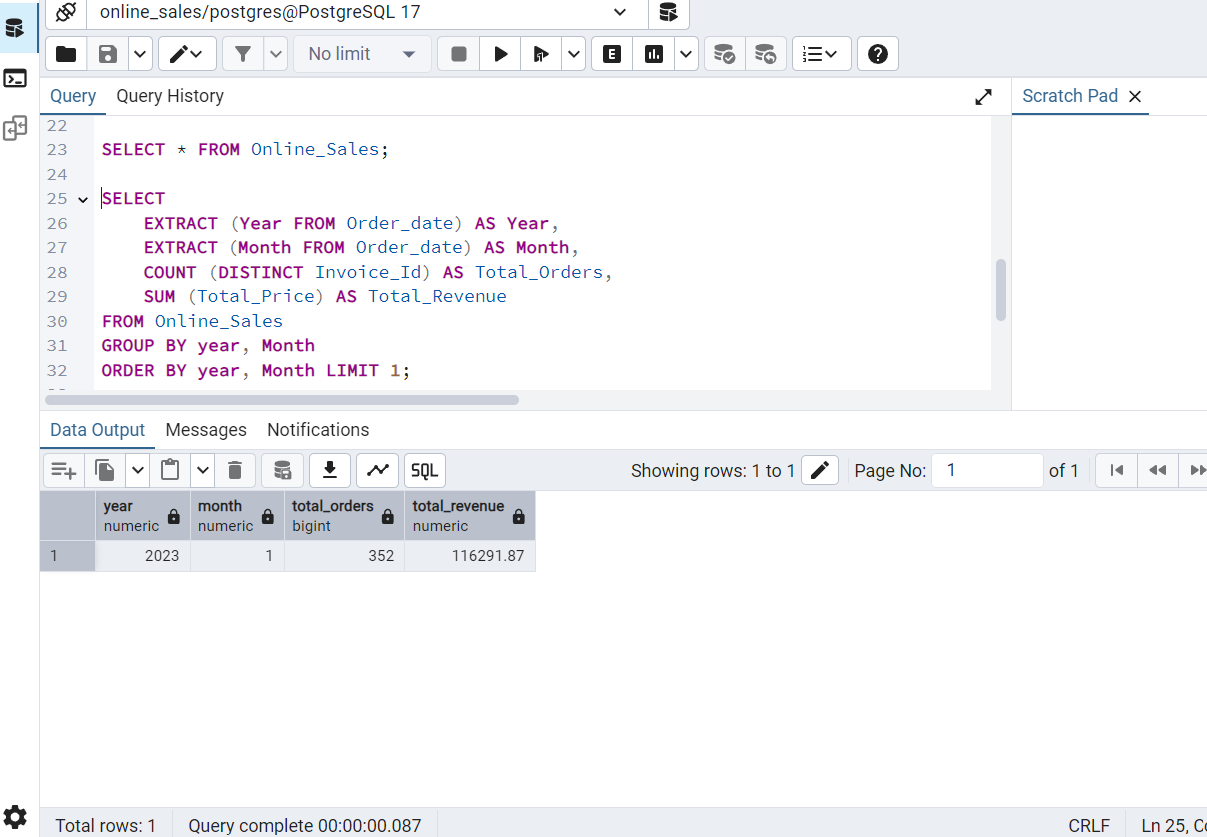 online_sales/postgres@PostgreSQL 17
No limit
E
Query Query History
Scratch Pad
22
23 SELECT * FROM Online_Sales;
24
25 SELECT
26 EXTRACT (Year FROM Order_date) AS Year,
27 EXTRACT (Month FROM Order_date) AS Month,
28 COUNT (DISTINCT Invoice_Id) AS Total_Orders,
29 SUM (Total_Price) AS Total_Revenue
30 FROM Online_Sales
31 GROUP BY year, Month
32 ORDER BY year, Month LIMIT 1;
Data Output Messages Notifications
SQL Showing rows: 1 to 1 Page No: 1 of 1
year month total_orders total_revenue
numeric numeric bigint numeric
1 2023 1 352 116291.87
Total rows: 1 Query complete 00:00:00.087 CRLF Ln 25,